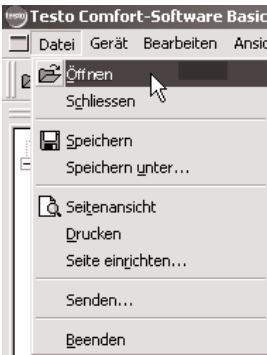 Testo Comfort-Software Basic
Datei Gerät Bearbeiten Ansic
Öffnen
Schliessen
Speichern
Speichern unter...
Seitenansicht
Drucken
Seite einrichten...
Senden...
Beenden